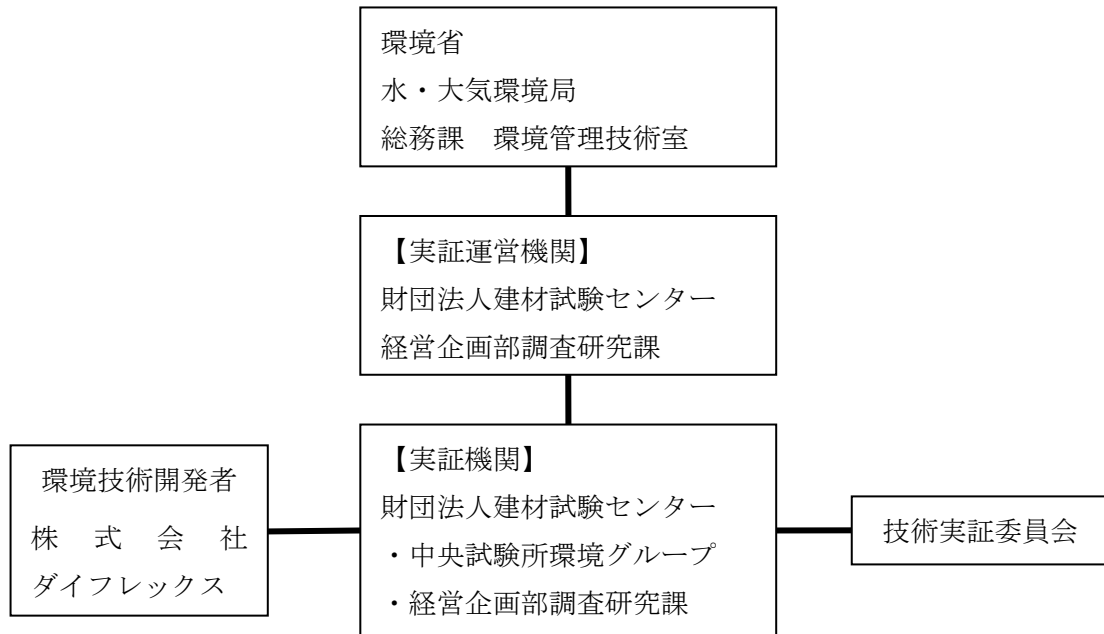 環境省
水・大気環境局
総務課　環境管理技術室
【実証運営機関】
財団法人建材試験センター
経営企画部調査研究課
環境技術開発者
株式会社
ダイフレックス
【実証機関】
財団法人建材試験センター
・中央試験所環境グループ
・経営企画部調査研究課
技術実証委員会